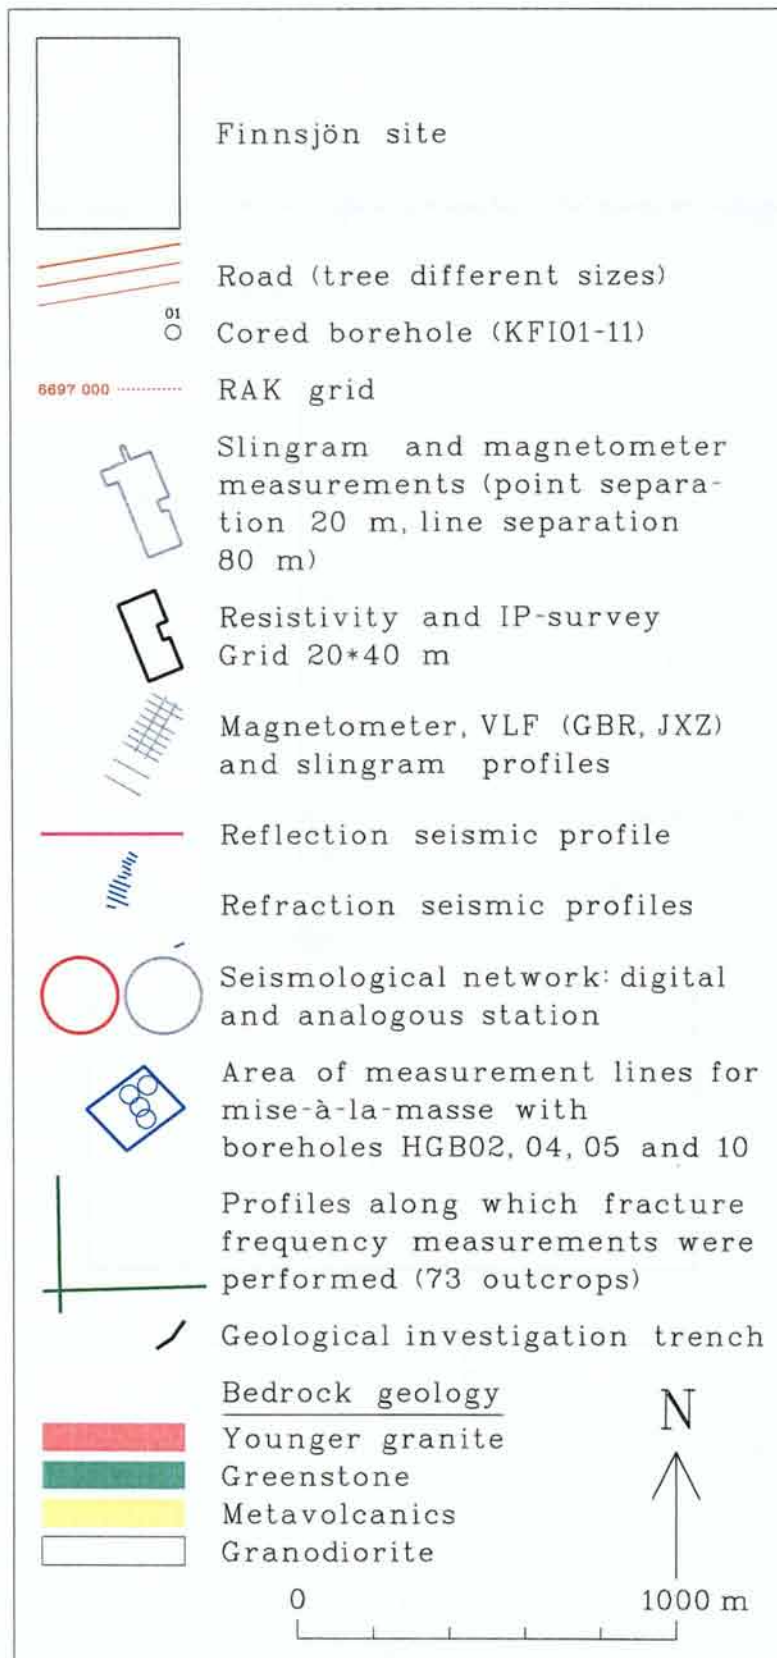 Finnsjön site
Road (tree different sizes)
01
Cored borehole (KFI01-11)
6697 000
RAK grid
Slingram and magnetometer
measurements (point separa-
tion 20 m, line separation
80 m)
Resistivity and IP-survey
Grid 20*40 m
Magnetometer, VLF (GBR, JXZ)
and slingram profiles
Reflection seismic profile
Refraction seismic profiles
Seismological network: digital
and analogous station
Area of measurement lines for
mise-à-la-masse with
boreholes HGB02, 04, 05 and 10
Profiles along which fracture
frequency measurements were
performed (73 outcrops)
Geological investigation trench
Bedrock geology
Younger granite
Greenstone
Metavolcanics
Granodiorite
N
0 1000 m